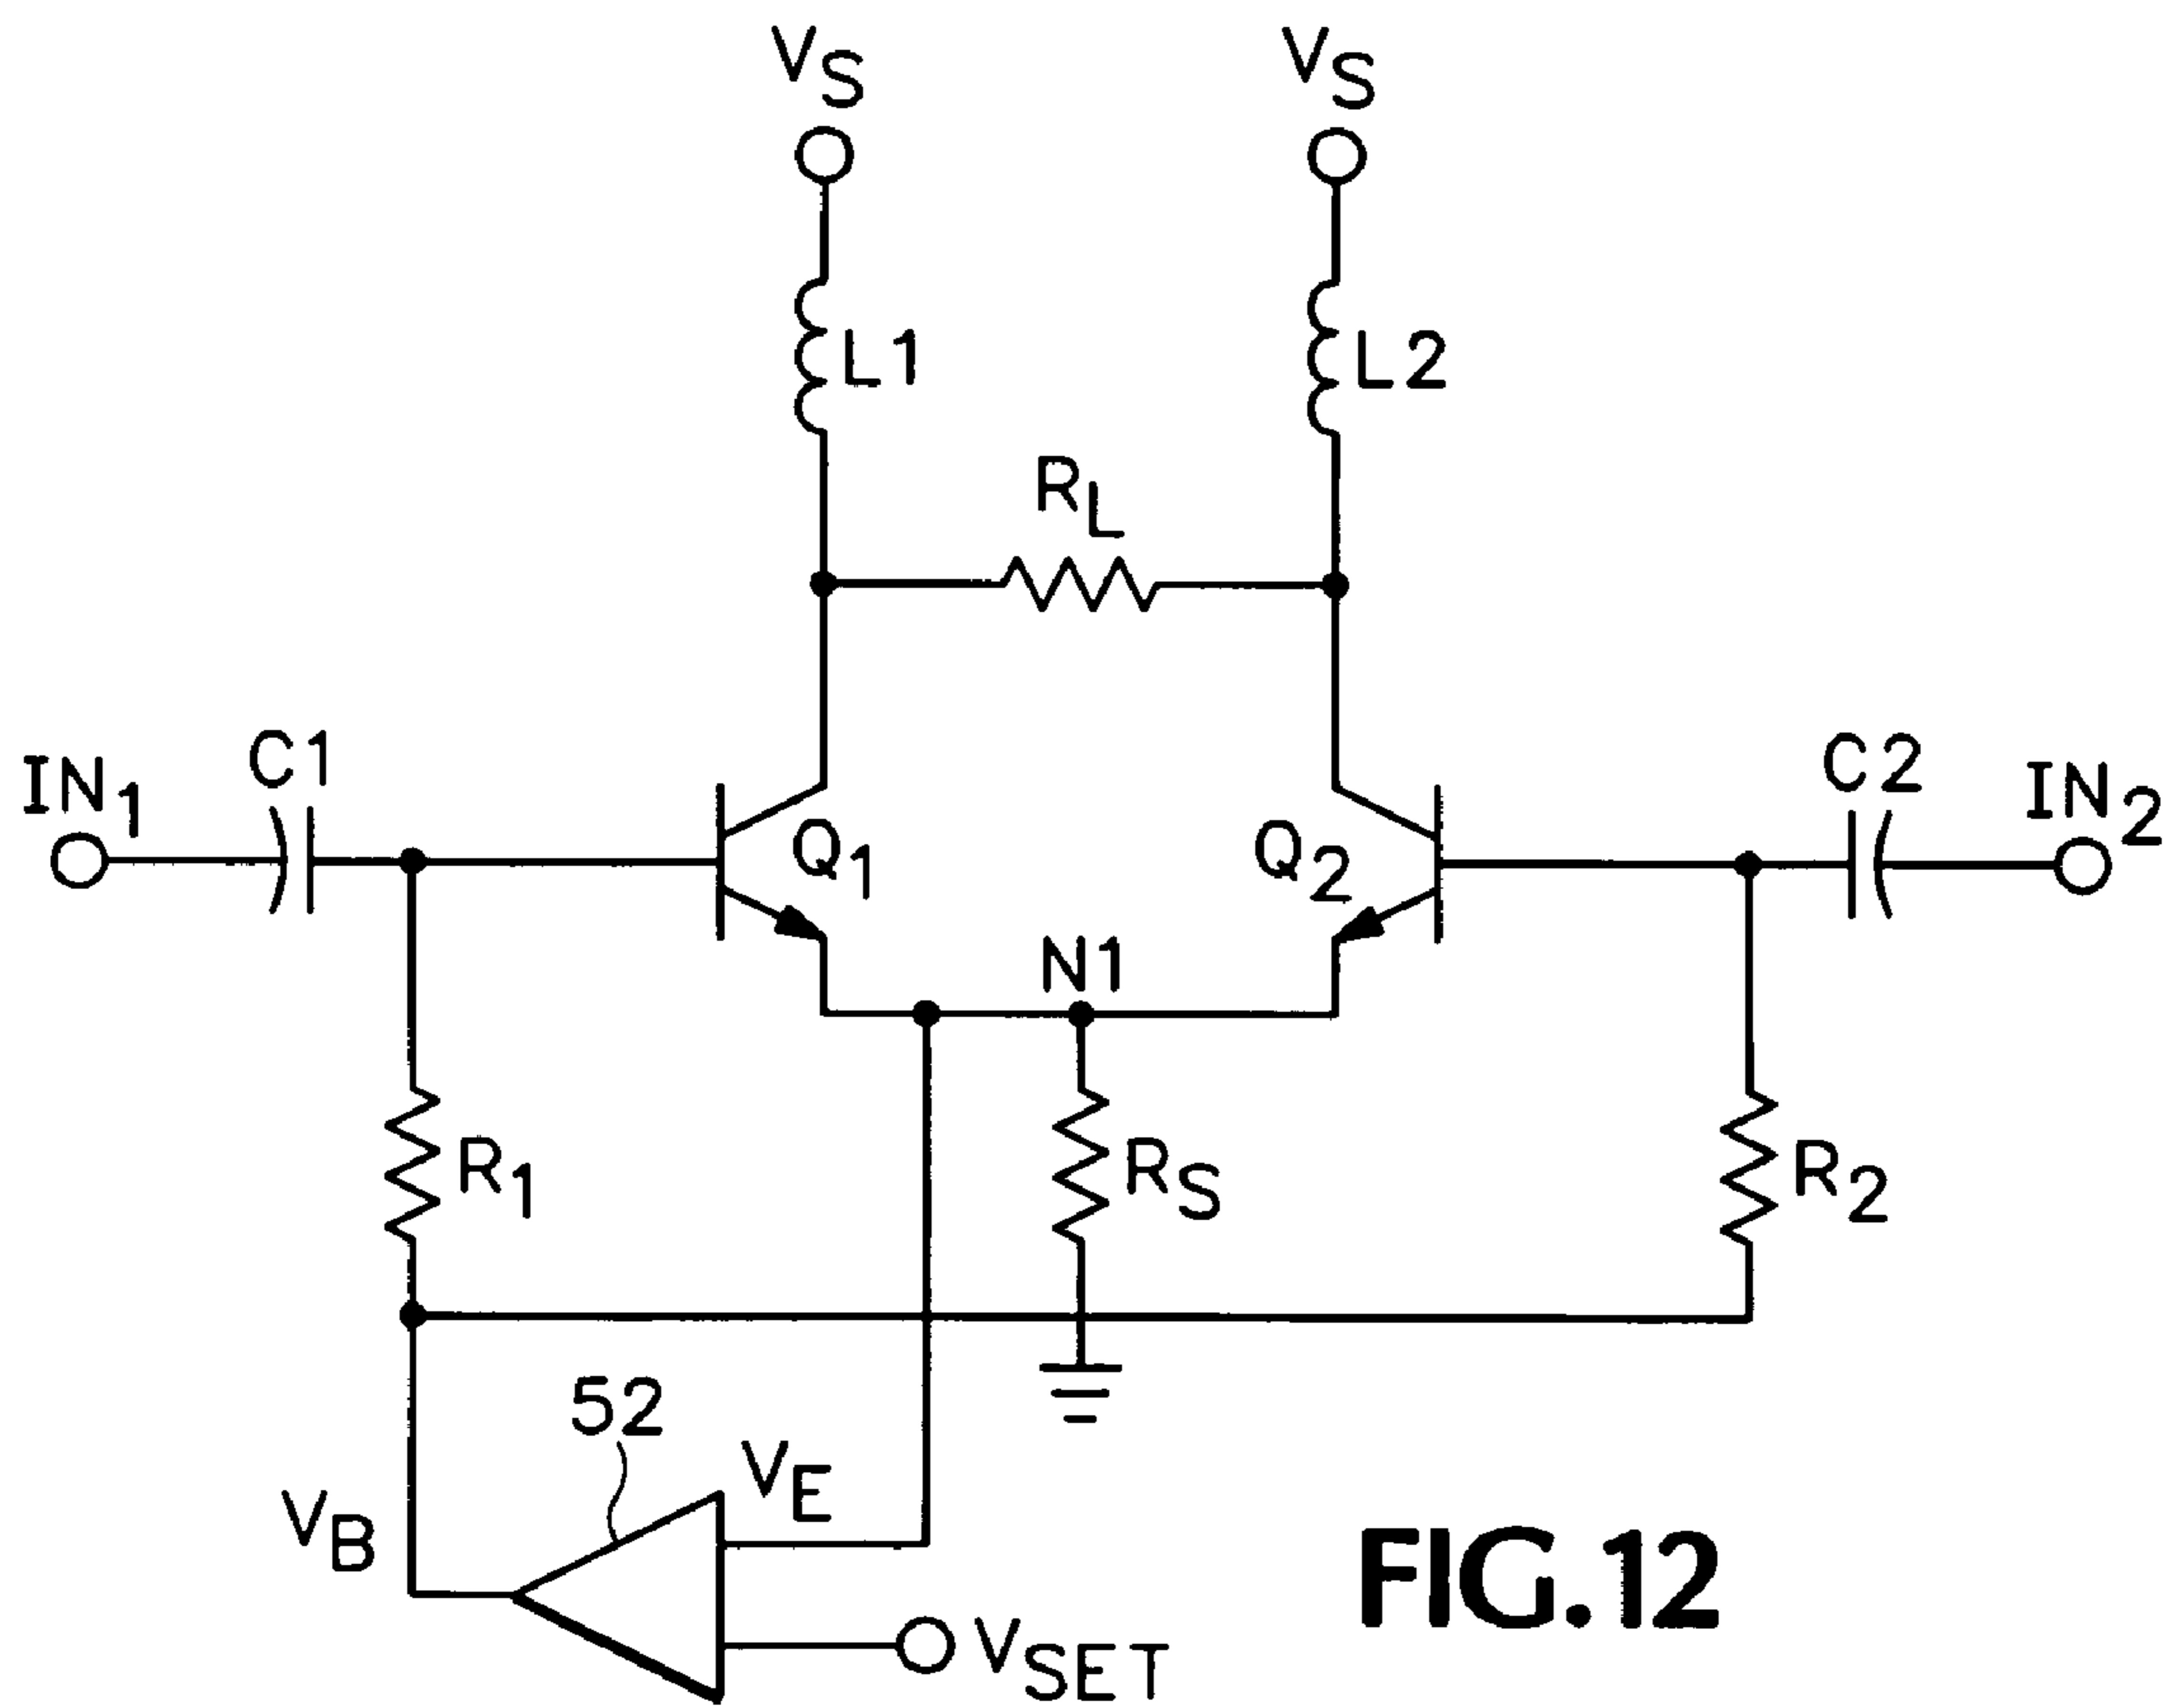 VS VS
L1 L2
RL
IN1 C1 C2 IN2
Q1 Q2
N1
R1 RS R2
52
VE
VB
VSET
FIG.12